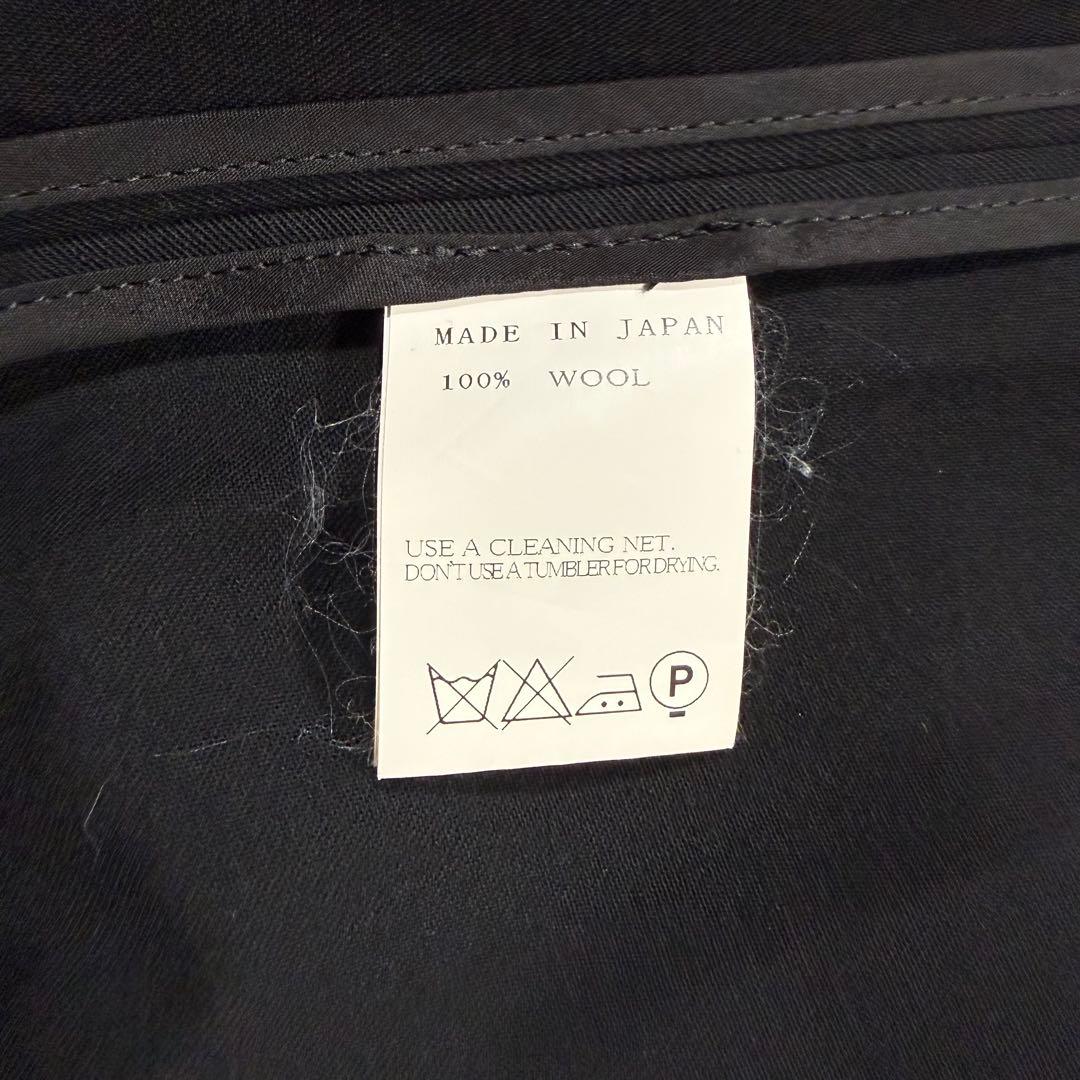 MADE IN JAPAN
100% WOOL
USE A CLEANING NET.
DON'T USE A TUMBLER FOR DRYING.
P